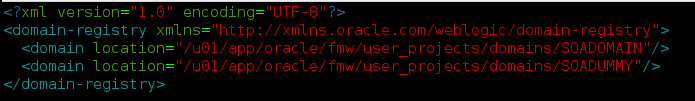 <?xml version="1.0" encoding="UTF-8"?>
<domain-registry xmlns="http://xmlns.oracle.com/weblogic/domain-registry">
  <domain location="/u01/app/oracle/fmw/user_projects/domains/SOADOMAIN"/>
  <domain location="/u01/app/oracle/fmw/user_projects/domains/SOADUMMY"/>
</domain-registry>